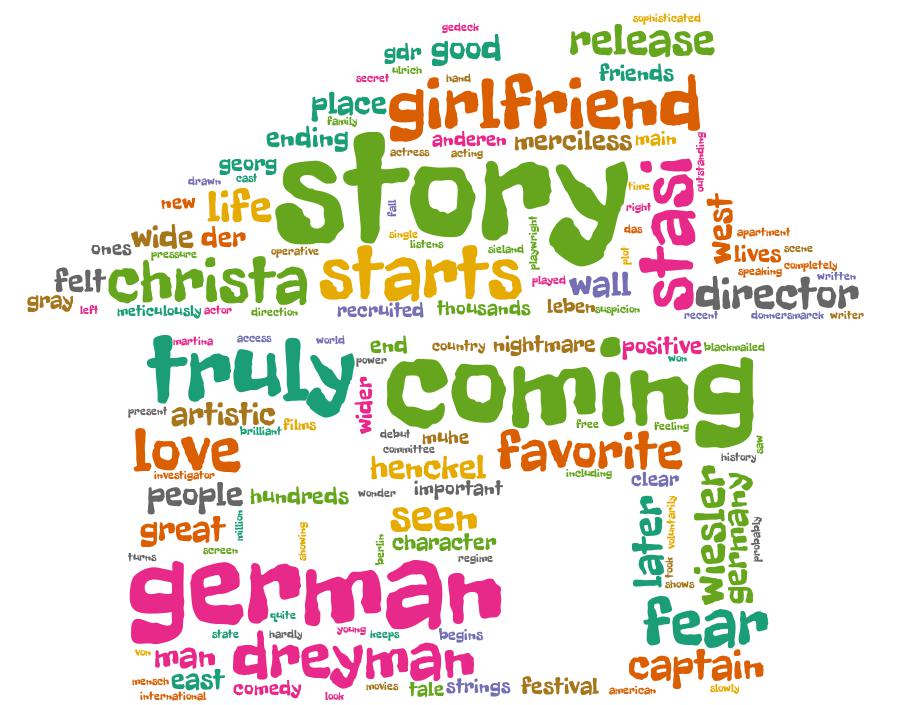 sophisticated
gedeck
gdr good release
ulrich
secret hand friends
place girlfriend
family
ending anderen merciless main
actress acting
georg story stasi outstanding
drawn cast time
new life fall right west
wide der single das apartment
ones pressure operative listens sieland playwright plot lives scene
felt christa starts played wall speaking completely
gray written
left meticulously actor direction recruited thousands leben suspicion director
recent donnersmarck writer
martina access world end country nightmare positive blackmailed
truly power coming won
present artistic wider
brilliant films debut muhe free feeling
love committee favorite history saw
investigator henckel including clear
people hundreds wonder important
great million seen later voluntarily wiesler germany probably
screen showing berlin character
turns regime
german took shows
quite fear
state hardly young keeps begins
von man dreyman captain
mensch east comedy movies tale strings festival american slowly
international look